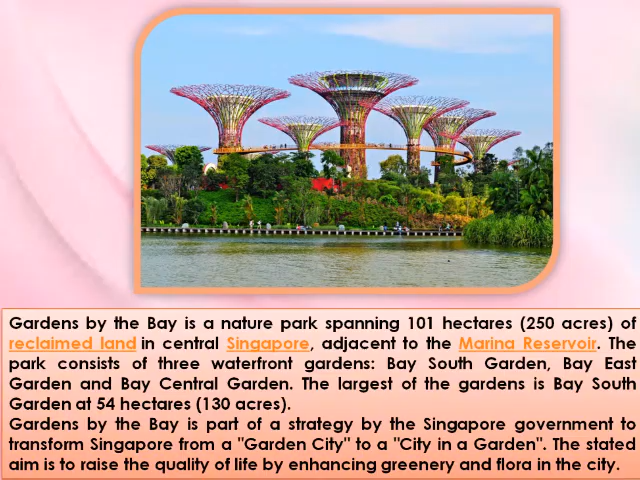 Gardens by the Bay is a nature park spanning 101 hectares (250 acres) of
reclaimed land in central Singapore, adjacent to the Marina Reservoir. The
park consists of three waterfront gardens: Bay South Garden, Bay East
Garden and Bay Central Garden. The largest of the gardens is Bay South
Garden at 54 hectares (130 acres).
Gardens by the Bay is part of a strategy by the Singapore government to
transform Singapore from a "Garden City" to a "City in a Garden". The stated
aim is to raise the quality of life by enhancing greenery and flora in the city.